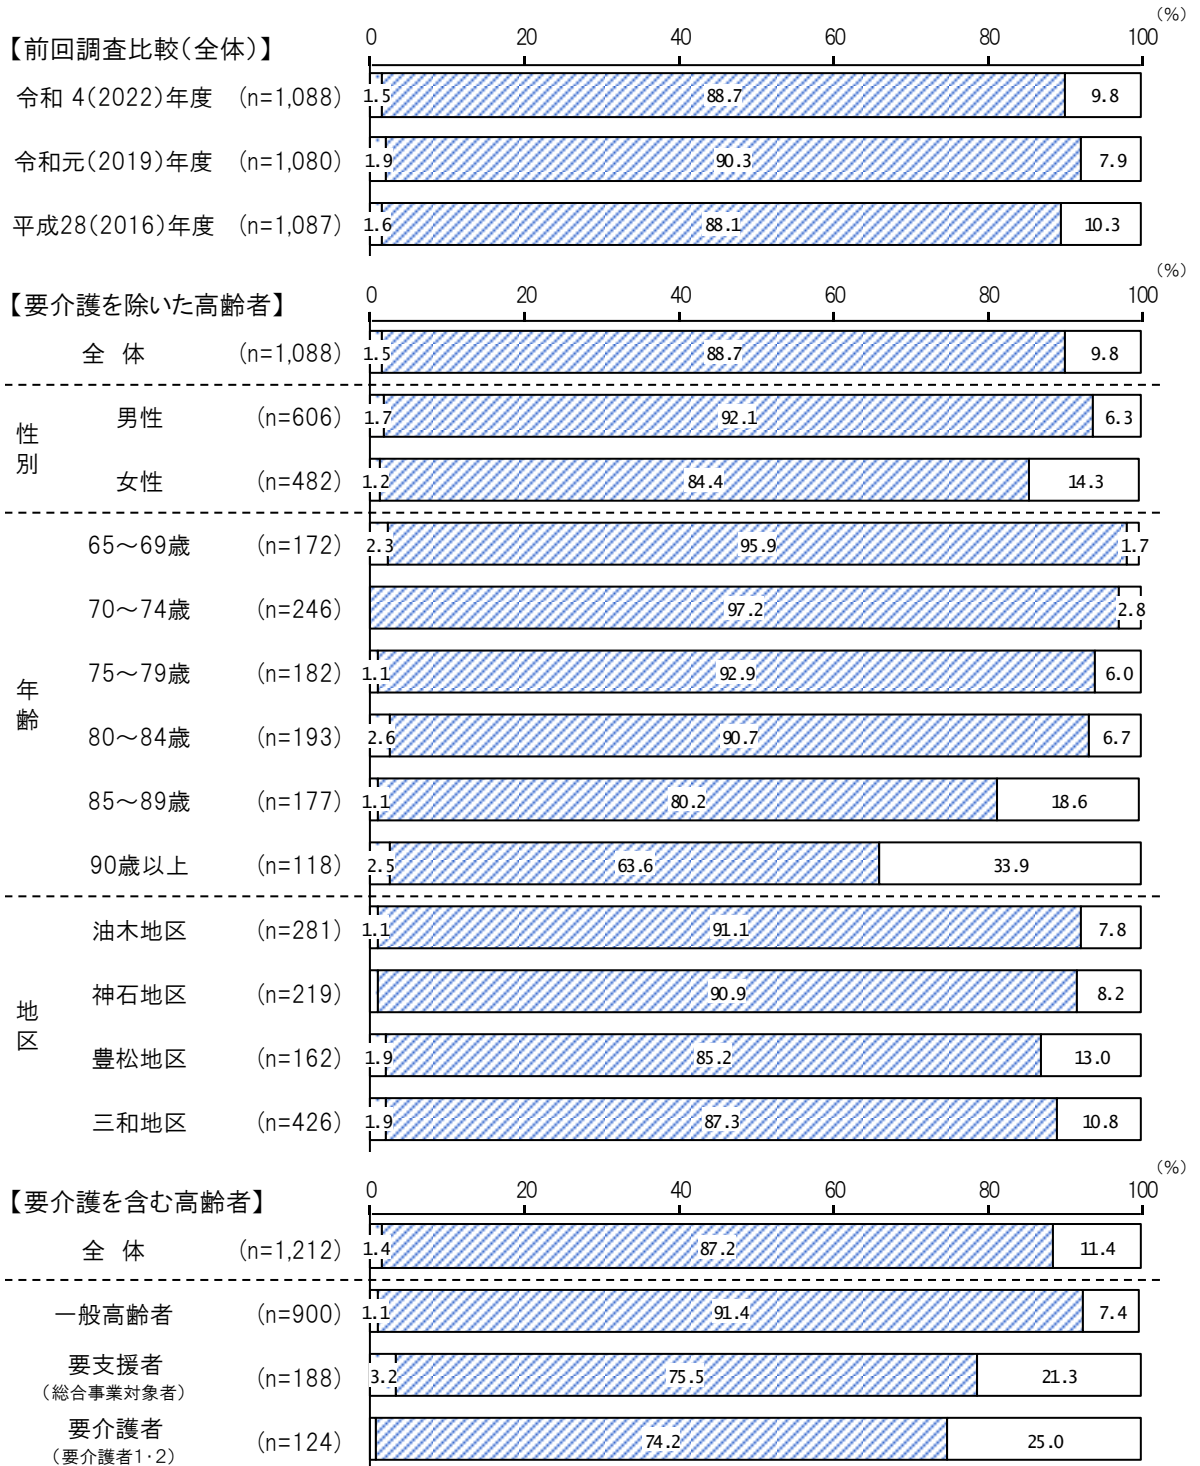 (%)
【前回調査比較(全体)】 0 20 40 60 80 100
令和 4(2022)年度 (n=1,088) 1.5 88.7 9.8
令和元(2019)年度 (n=1,080) 1.9 90.3 7.9
平成28(2016)年度 (n=1,087) 1.6 88.1 10.3
(%)
【要介護を除いた高齢者】 0 20 40 60 80 100
全 体 (n=1,088) 1.5 88.7 9.8
性別
男性 (n=606) 1.7 92.1 6.3
女性 (n=482) 1.2 84.4 14.3
年齢
65～69歳 (n=172) 2.3 95.9 1.7
70～74歳 (n=246) 97.2 2.8
75～79歳 (n=182) 1.1 92.9 6.0
80～84歳 (n=193) 2.6 90.7 6.7
85～89歳 (n=177) 1.1 80.2 18.6
90歳以上 (n=118) 2.5 63.6 33.9
地区
油木地区 (n=281) 1.1 91.1 7.8
神石地区 (n=219) 90.9 8.2
豊松地区 (n=162) 1.9 85.2 13.0
三和地区 (n=426) 1.9 87.3 10.8
(%)
【要介護を含む高齢者】 0 20 40 60 80 100
全 体 (n=1,212) 1.4 87.2 11.4
一般高齢者 (n=900) 1.1 91.4 7.4
要支援者 (n=188) 3.2 75.5 21.3
(総合事業対象者)
要介護者 (n=124) 74.2 25.0
(要介護者1・2)